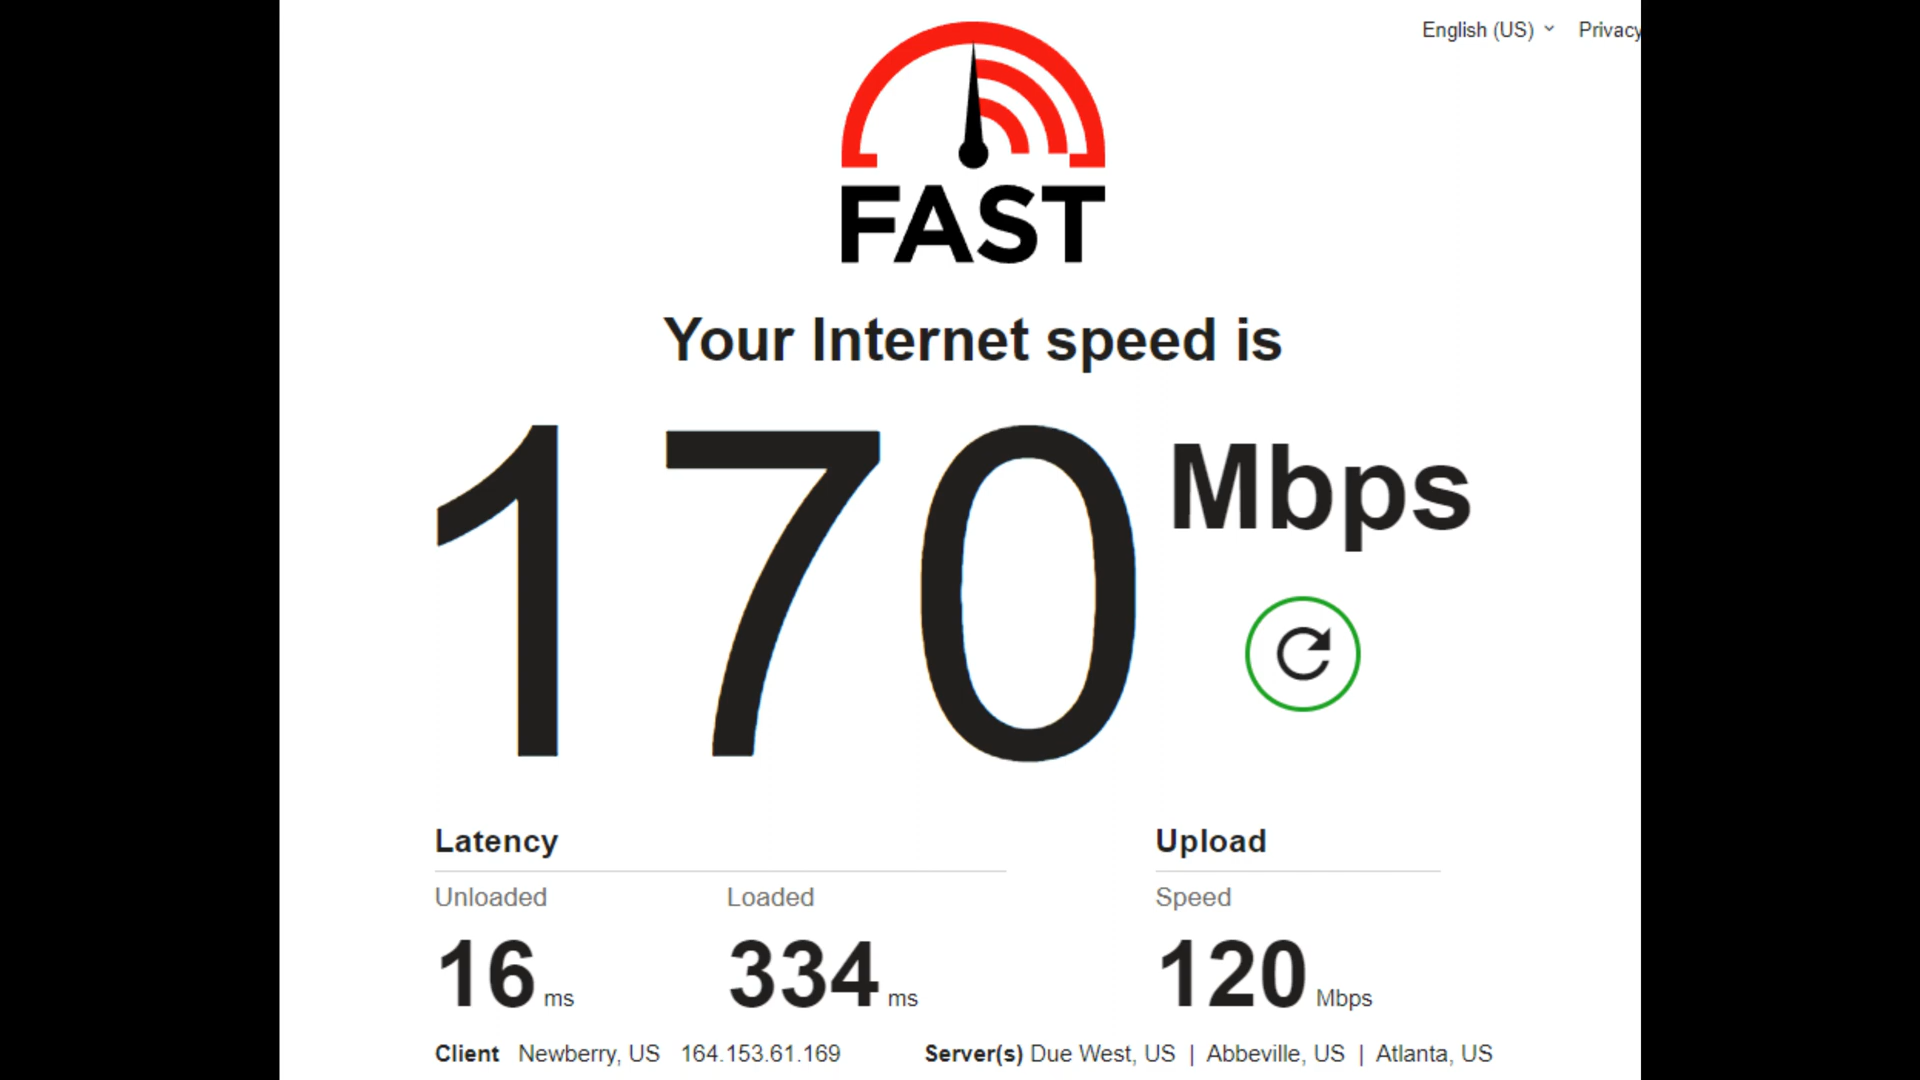 English (US) Privacy
FAST
Your Internet speed is
170 Mbps
Latency Upload
Unloaded Loaded Speed
16 ms 334 ms 120 Mbps
Client Newberry, US 164.153.61.169 Server(s) Due West, US | Abbeville, US | Atlanta, US